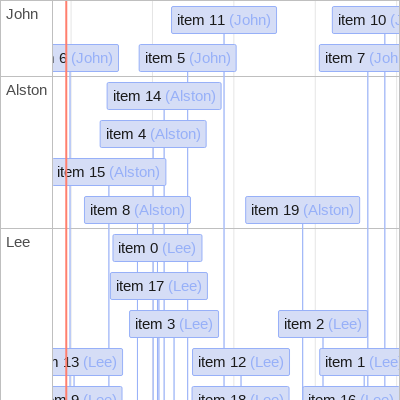 John
item 11 (John)
item 10
6 (John)
item 5 (John)
item 7
Alston
item 14 (Alston)
item 4 (Alston)
item 15 (Alston)
item 8 (Alston)
item 19 (Alston)
Lee
item 0 (Lee)
item 17 (Lee)
item 3 (Lee)
item 2 (Lee)
13 (Lee)
item 12 (Lee)
item 1 (Lee
9 (Lee)
item 18 (Lee)
item 16 (Lee)